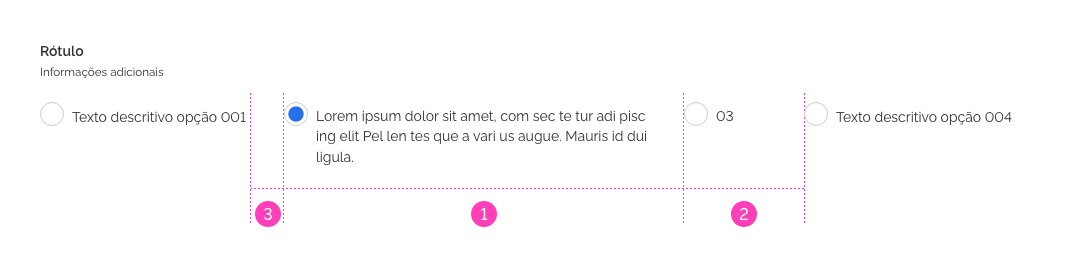 Rótulo
Informações adicionais
Texto descritivo opção 001
Lorem ipsum dolor sit amet, com sec te tur adi pisc
ing elit Pel len tes que a vari us augue. Mauris id dui
ligula.
03
Texto descritivo opção 004
3
1
2